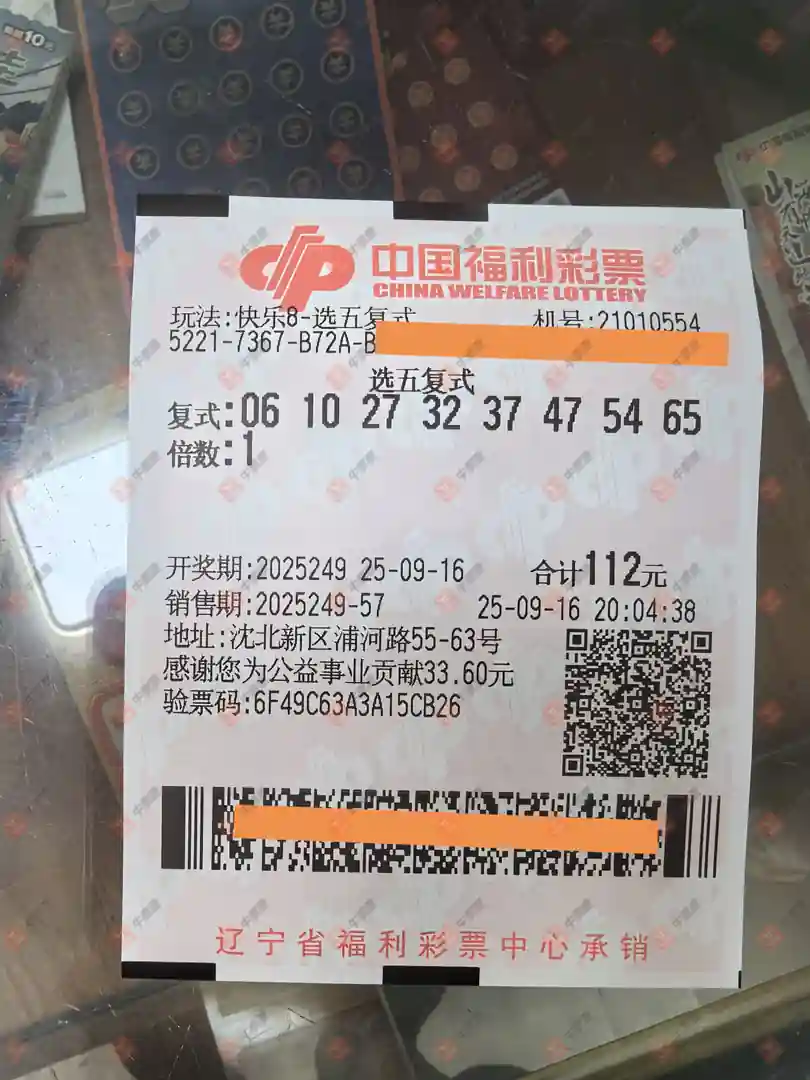 中国福利彩票
CHINA WELFARE LOTTERY
玩法:快乐8-选五复式
机号:21010554
5221-7367-B72A-B
选五复式
复式:06 10 27 32 37 47 54 65
倍数:1
开奖期:2025249 25-09-16 合计112元
销售期:2025249-57 25-09-16 20:04:38
地址:沈北新区浦河路55-63号
感谢您为公益事业贡献33.60元
验票码:6F49C63A3A15CB26
辽宁省福利彩票中心承销